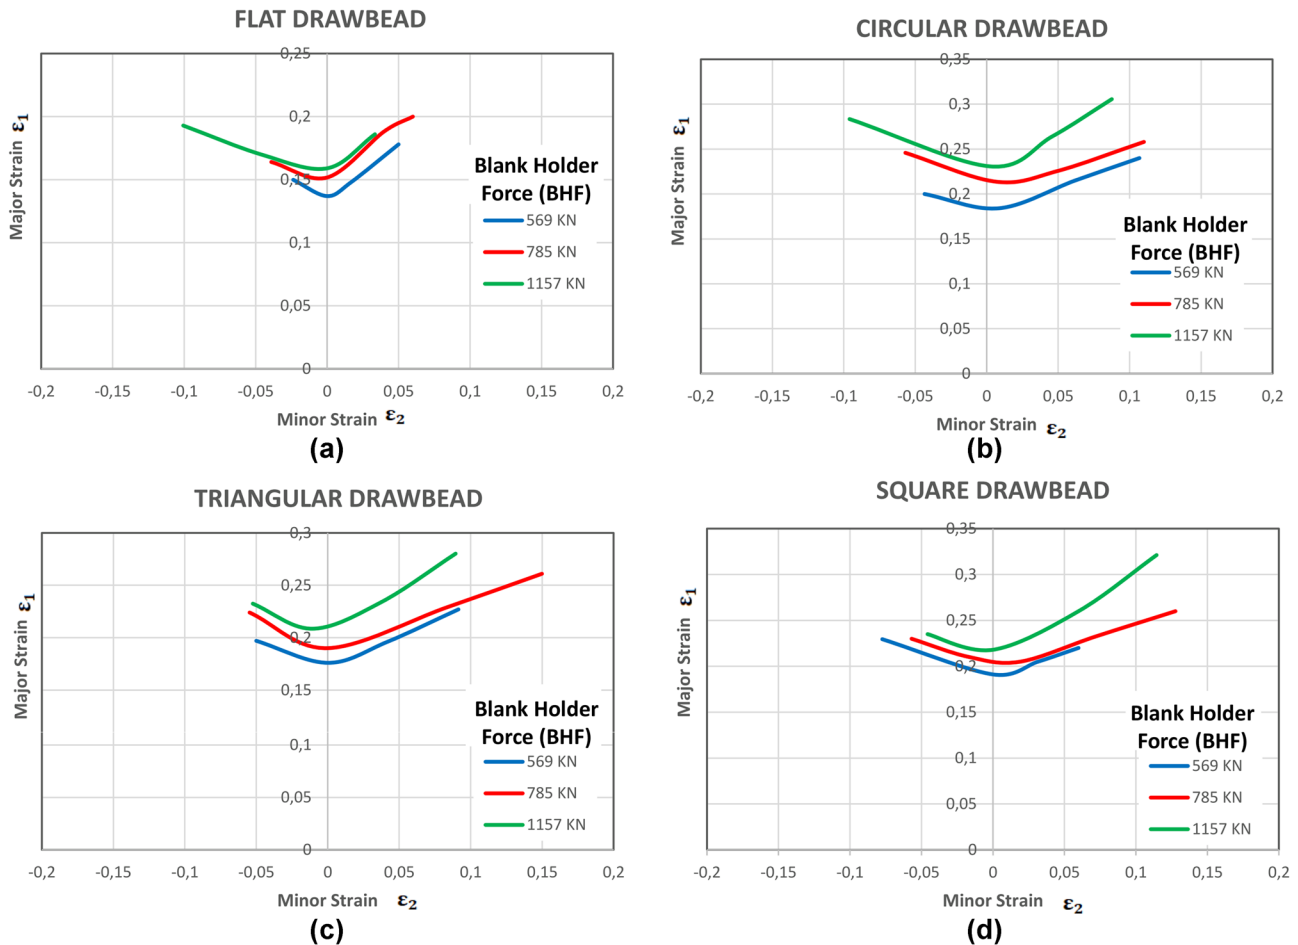 FLAT DRAWBEAD
0,25
0,2
0,15
0,1
0,05
0
-0,2 -0,15 -0,1 -0,05 0 0,05 0,1 0,15 0,2
Major Strain ε1
Minor Strain ε2
Blank Holder
Force (BHF)
569 KN
785 KN
1157 KN
(a)
CIRCULAR DRAWBEAD
0,35
0,3
0,25
0,2
0,15
0,1
0,05
0
-0,2 -0,15 -0,1 -0,05 0 0,05 0,1 0,15 0,2
Major Strain ε1
Minor Strain ε2
Blank Holder
Force (BHF)
569 KN
785 KN
1157 KN
(b)
TRIANGULAR DRAWBEAD
0,3
0,25
0,2
0,15
0,1
0,05
0
-0,2 -0,15 -0,1 -0,05 0 0,05 0,1 0,15 0,2
Major Strain ε1
Minor Strain ε2
Blank Holder
Force (BHF)
569 KN
785 KN
1157 KN
(c)
SQUARE DRAWBEAD
0,35
0,3
0,25
0,2
0,15
0,1
0,05
0
-0,2 -0,15 -0,1 -0,05 0 0,05 0,1 0,15 0,2
Major Strain ε1
Minor Strain ε2
Blank Holder
Force (BHF)
569 KN
785 KN
1157 KN
(d)